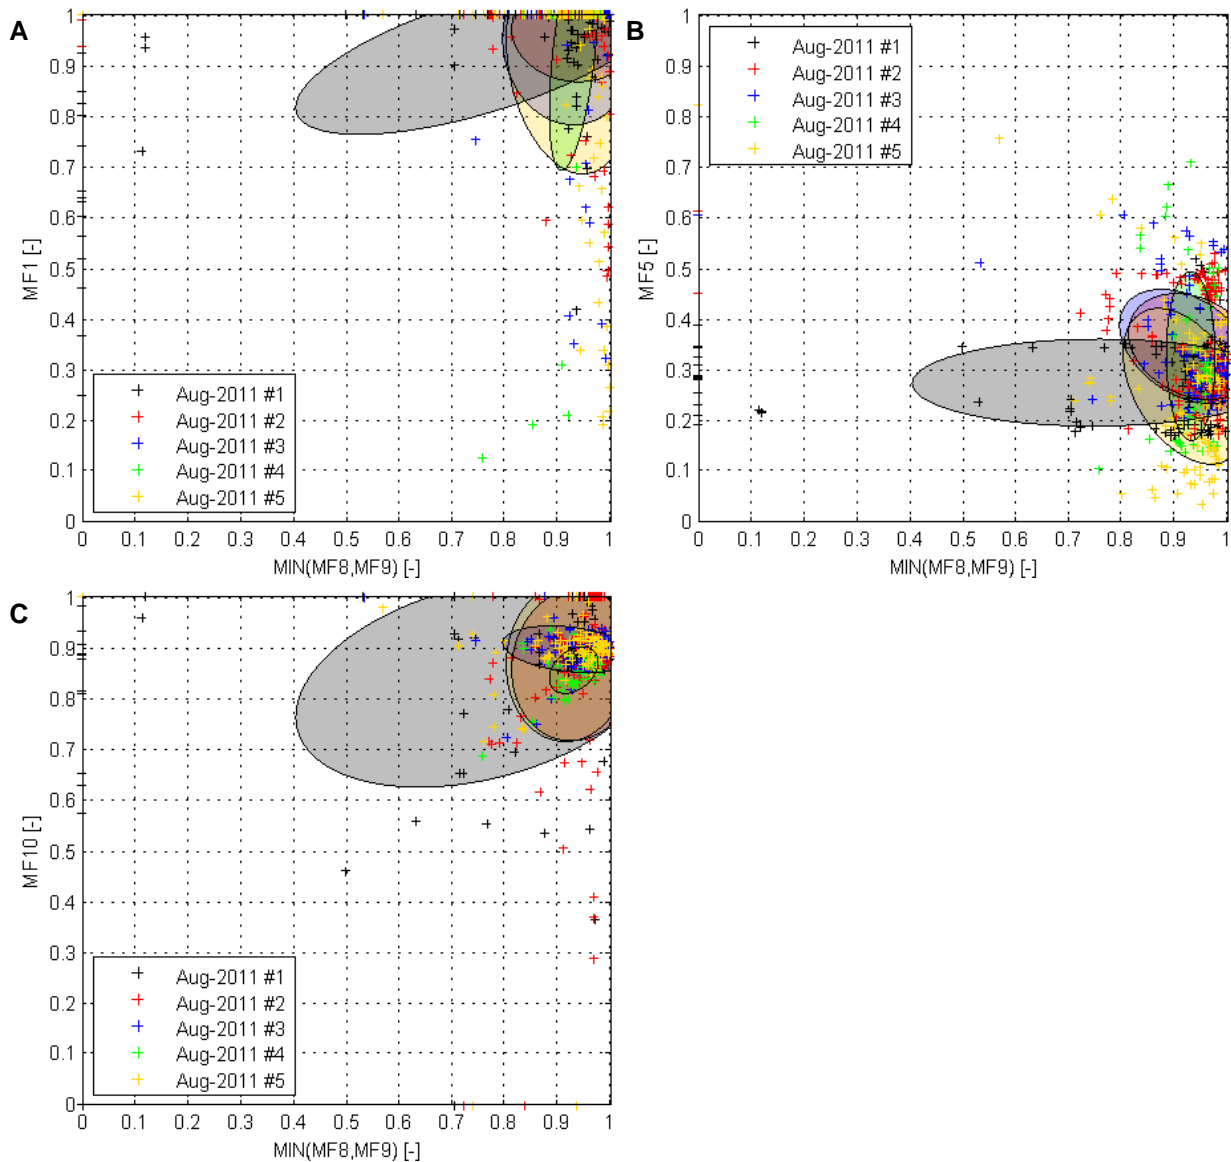 A
1
0.9
0.8
0.7
0.6
0.5
0.4
0.3
0.2
0.1
0
MF1 [-]
Aug-2011 #1
Aug-2011 #2
Aug-2011 #3
Aug-2011 #4
Aug-2011 #5
0 0.1 0.2 0.3 0.4 0.5 0.6 0.7 0.8 0.9 1
MIN(MF8,MF9) [-]
B
1
0.9
0.8
0.7
0.6
0.5
0.4
0.3
0.2
0.1
0
MF5 [-]
Aug-2011 #1
Aug-2011 #2
Aug-2011 #3
Aug-2011 #4
Aug-2011 #5
0 0.1 0.2 0.3 0.4 0.5 0.6 0.7 0.8 0.9 1
MIN(MF8,MF9) [-]
C
1
0.9
0.8
0.7
0.6
0.5
0.4
0.3
0.2
0.1
0
MF10 [-]
Aug-2011 #1
Aug-2011 #2
Aug-2011 #3
Aug-2011 #4
Aug-2011 #5
0 0.1 0.2 0.3 0.4 0.5 0.6 0.7 0.8 0.9 1
MIN(MF8,MF9) [-]